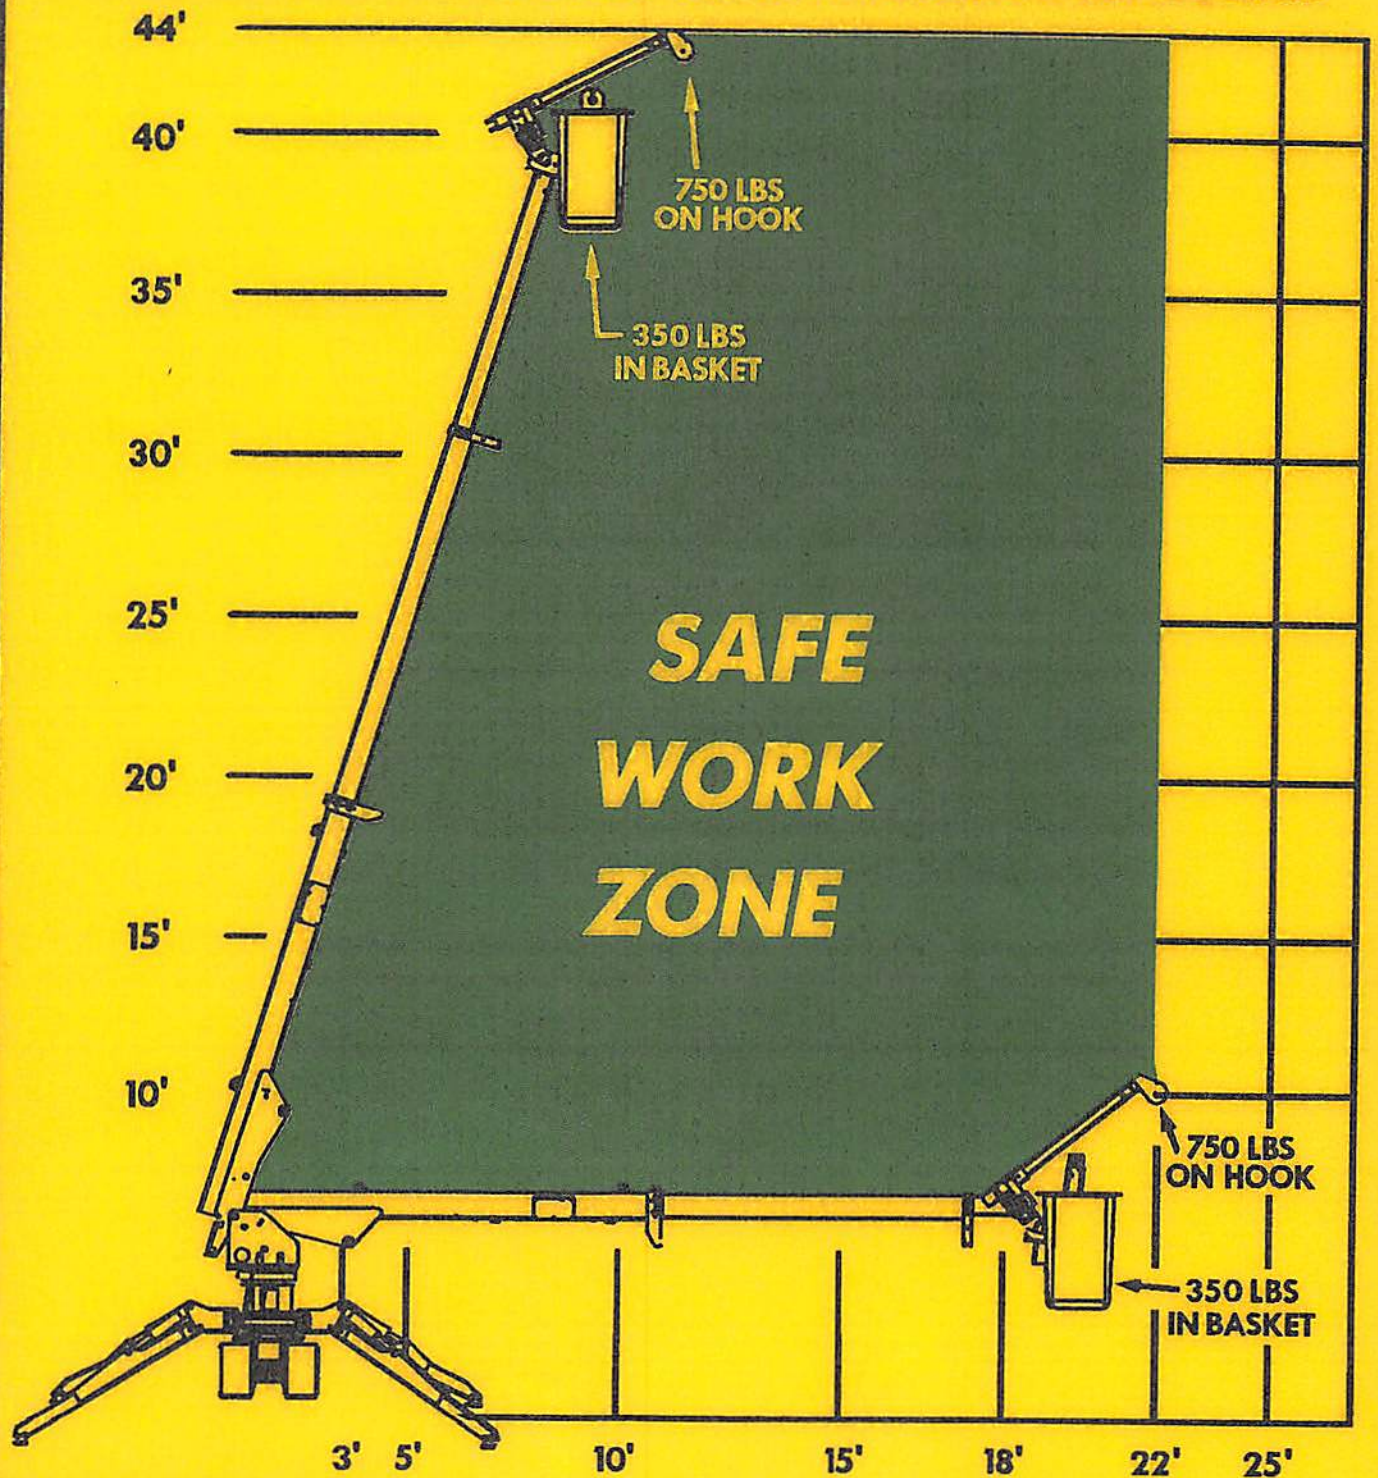 44'
40'
35'
30'
25'
20'
15'
10'
750 LBS
ON HOOK
350 LBS
IN BASKET
SAFE
WORK
ZONE
750 LBS
ON HOOK
350 LBS
IN BASKET
3' 5' 10' 15' 18' 22' 25'